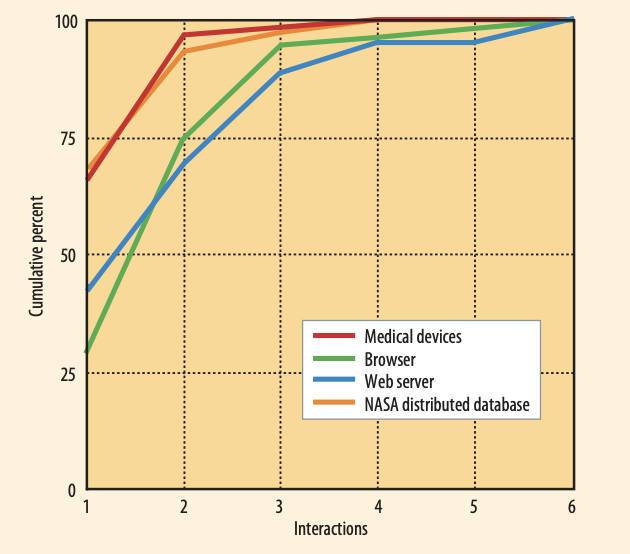 100
75
50
25
0
Cumulative percent
Medical devices
Browser
Web server
NASA distributed database
1 2 3 4 5 6
Interactions